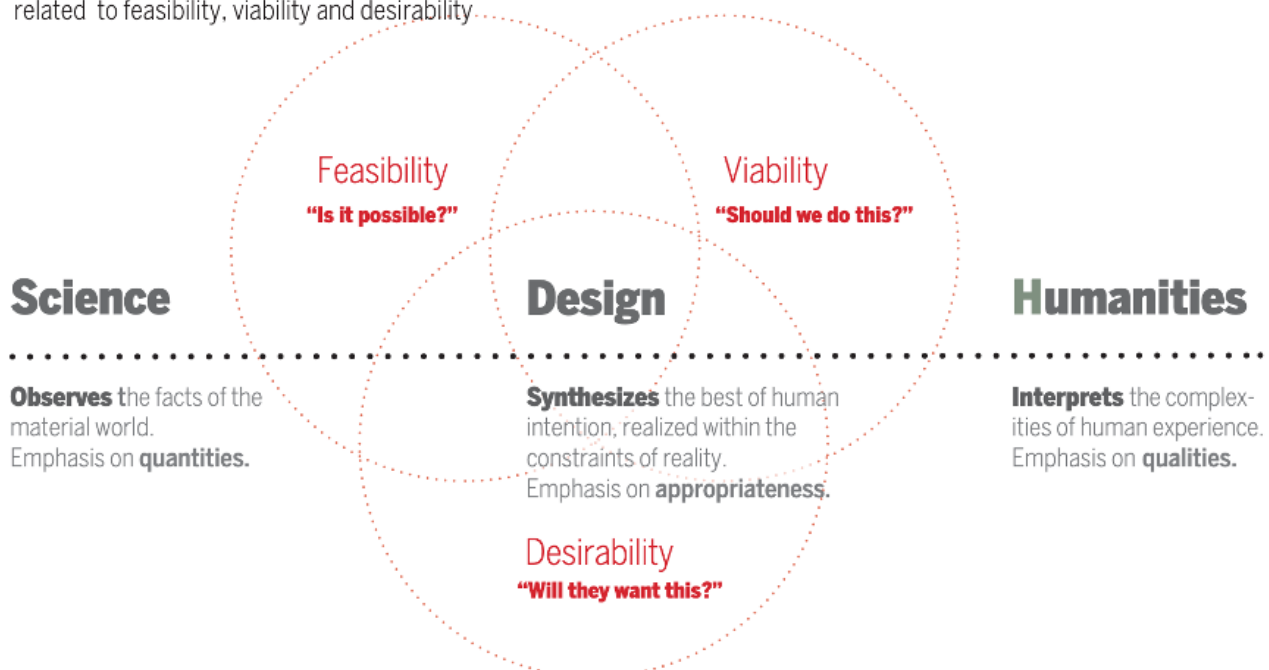 related to feasibility, viability and desirability
Feasibility
“Is it possible?”
Viability
“Should we do this?”
Science
Design
Humanities
Observes the facts of the
material world.
Emphasis on quantities.
Synthesizes the best of human
intention, realized within the
constraints of reality.
Emphasis on appropriateness.
Interprets the complex-
ities of human experience.
Emphasis on qualities.
Desirability
“Will they want this?”